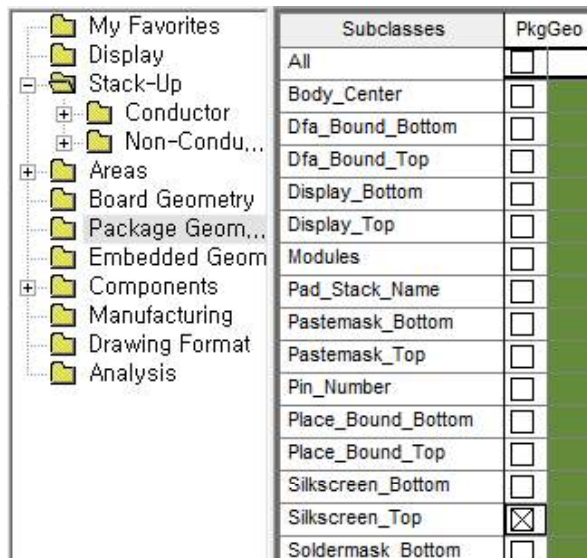 My Favorites
Display
Stack-Up
Conductor
Non-Condu...
Areas
Board Geometry
Package Geom...
Embedded Geom
Components
Manufacturing
Drawing Format
Analysis
Subclasses PkgGeo
All
Body_Center
Dfa_Bound_Bottom
Dfa_Bound_Top
Display_Bottom
Display_Top
Modules
Pad_Stack_Name
Pastemask_Bottom
Pastemask_Top
Pin_Number
Place_Bound_Bottom
Place_Bound_Top
Silkscreen_Bottom
Silkscreen_Top
Soldermask_Bottom